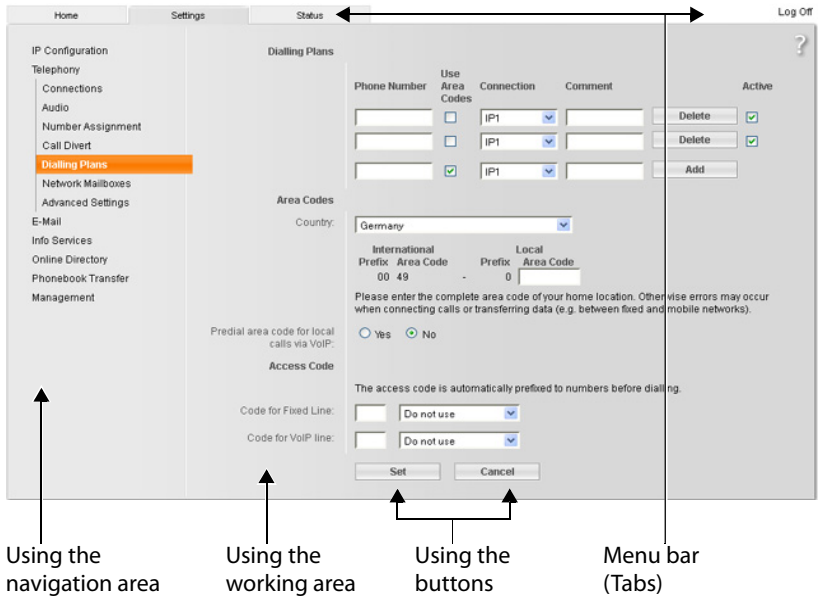 Home Settings Status Log Off
?
IP Configuration
Telephony
Connections
Audio
Number Assignment
Call Divert
Dialling Plans
Network Mailboxes
Advanced Settings
E-Mail
Info Services
Online Directory
Phonebook Transfer
Management
Dialling Plans
Phone Number Use Area Codes Connection Comment Active
IP1 Delete
IP1 Delete
IP1 Add
Area Codes
Country: Germany
International Local
Prefix Area Code Prefix Area Code
00 49 - 0
Please enter the complete area code of your home location. Otherwise errors may occur
when connecting calls or transferring data (e.g. between fixed and mobile networks).
Predial area code for local
calls via VoIP: Yes No
Access Code
The access code is automatically prefixed to numbers before dialling.
Code for Fixed Line: Do not use
Code for VoIP line: Do not use
Set Cancel
Using the
navigation area
Using the
working area
Using the
buttons
Menu bar
(Tabs)